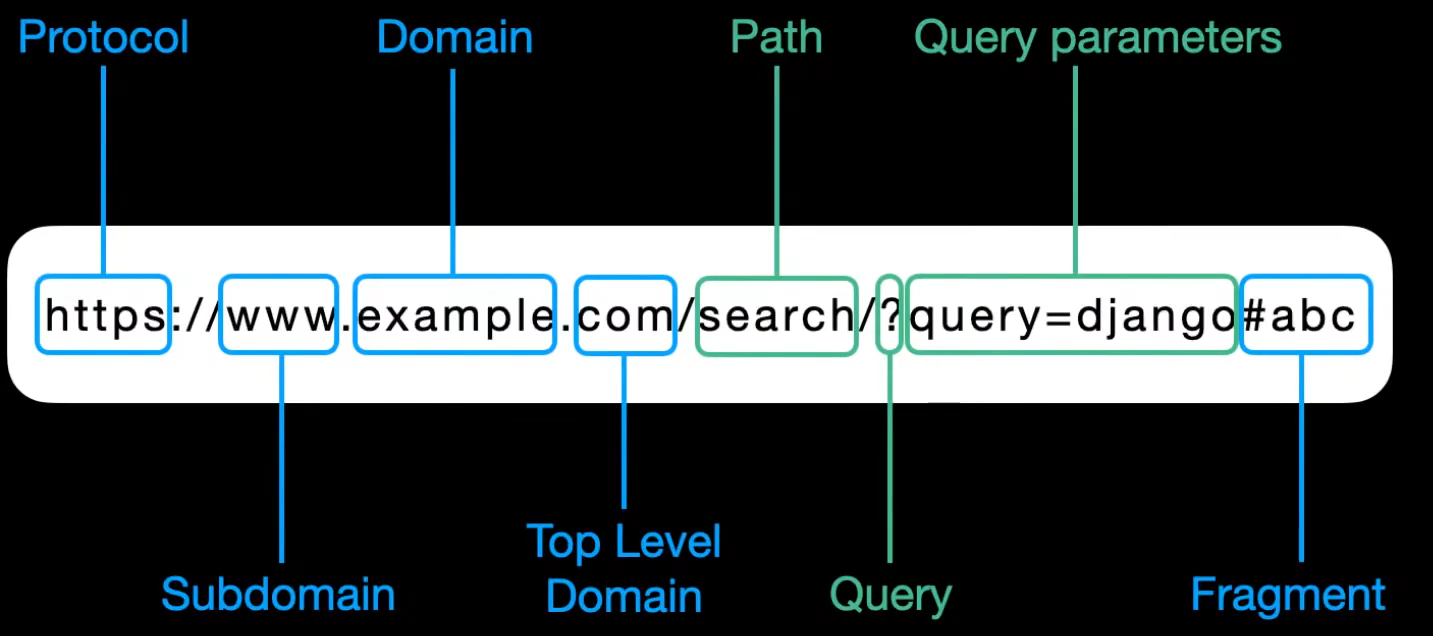 Protocol Domain Path Query parameters
https://www.example.com/search/?query=django#abc
Top Level
Subdomain Domain Query Fragment